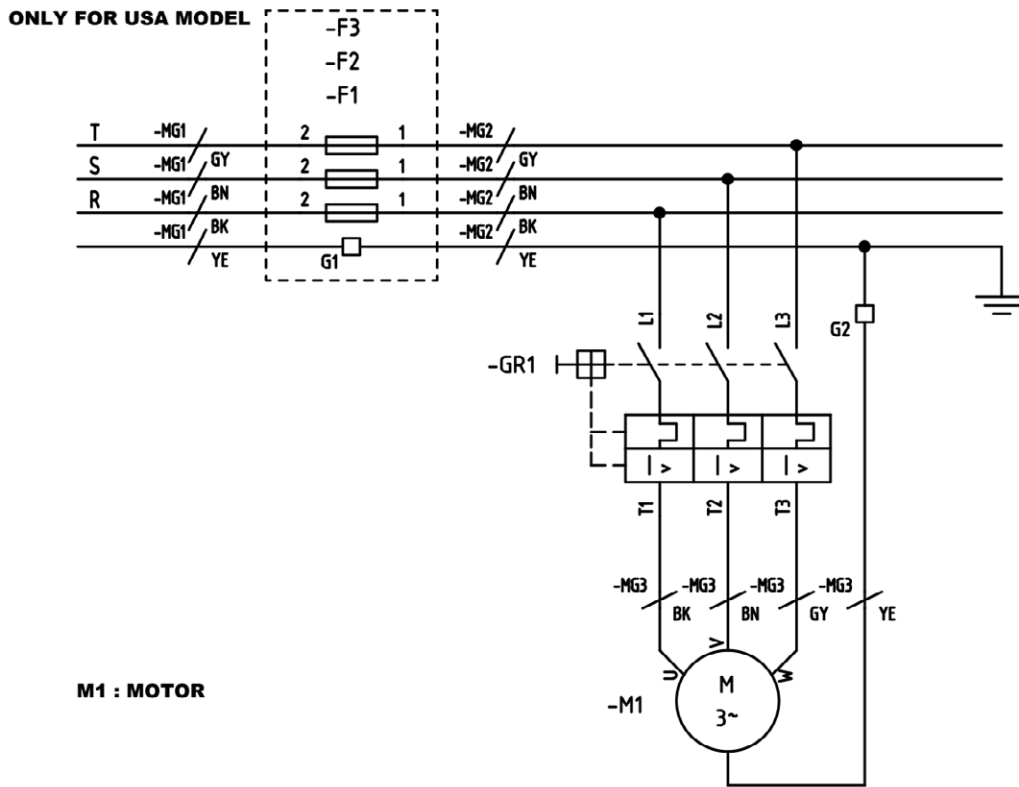 ONLY FOR USA MODEL
-F3
-F2
-F1
T -MG1 GY 2 1 -MG2 GY
S -MG1 BN 2 1 -MG2 BN
R -MG1 BK 2 1 -MG2 BK
-MG1 YE G1 -MG2 YE
L1 L2 L3 G2
-GR1
I > I > I >
T1 T2 T3
-MG3 -MG3 -MG3 -MG3
BK BN GY YE
U V W
M1 : MOTOR
-M1
M
3~